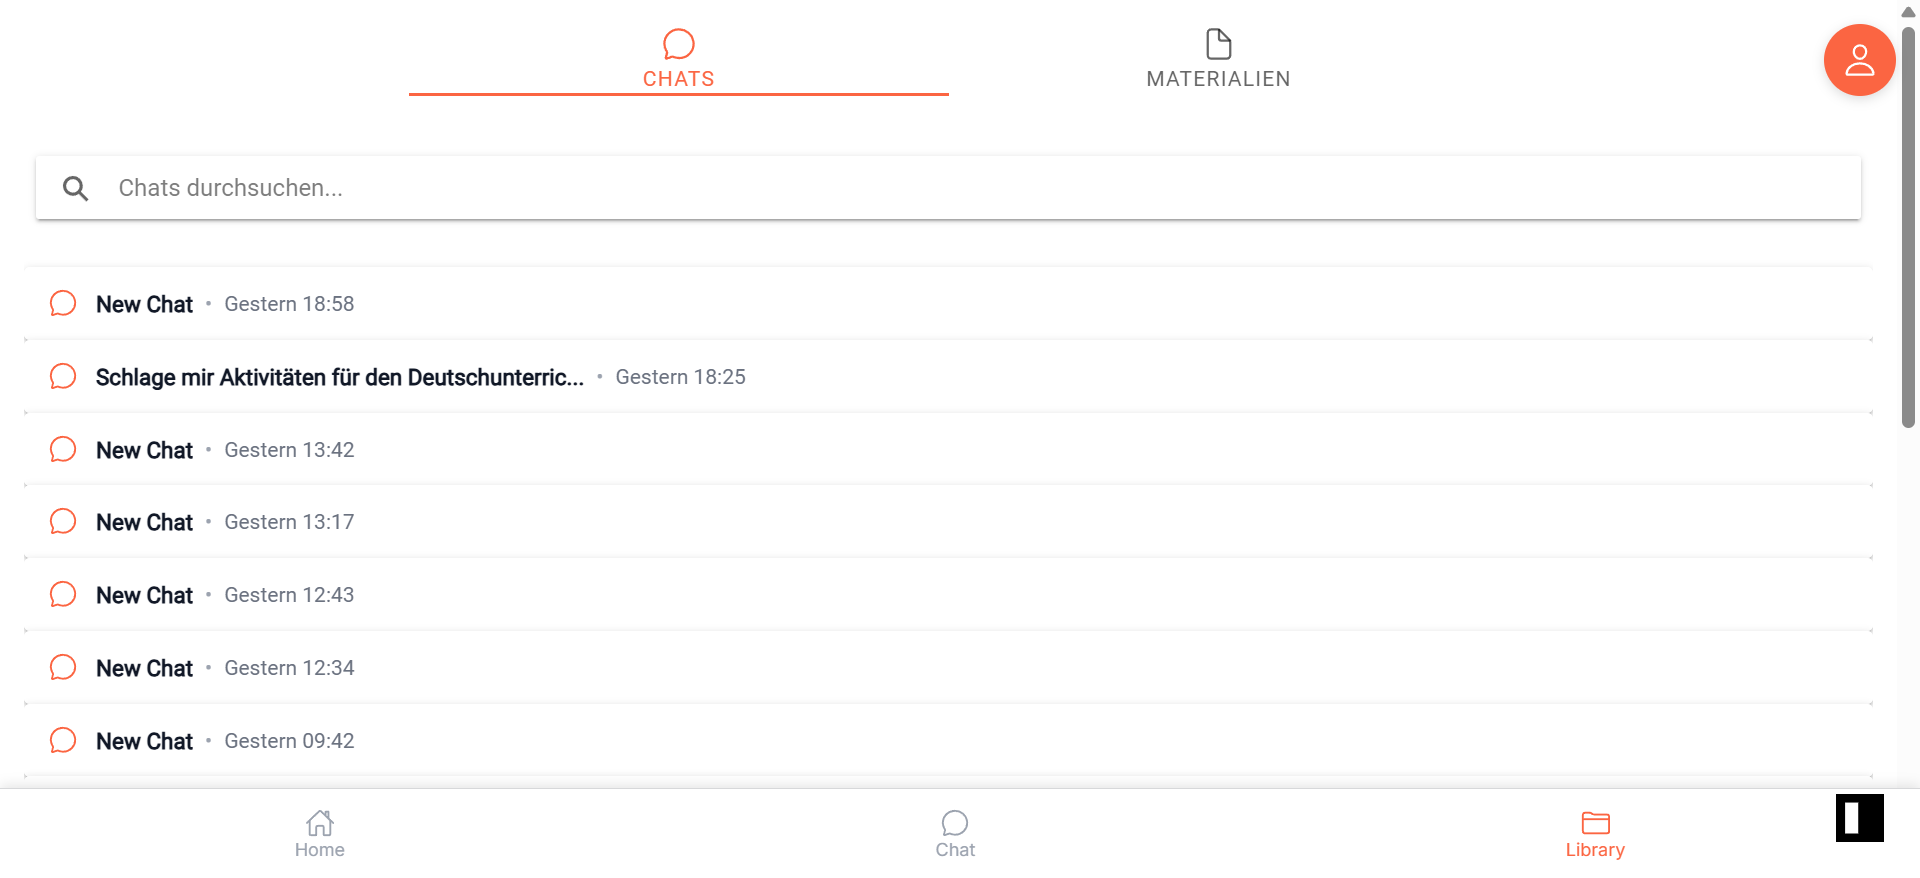 CHATS
MATERIALIEN
Chats durchsuchen...
New Chat • Gestern 18:58
Schlage mir Aktivitäten für den Deutschunterric... • Gestern 18:25
New Chat • Gestern 13:42
New Chat • Gestern 13:17
New Chat • Gestern 12:43
New Chat • Gestern 12:34
New Chat • Gestern 09:42
Home
Chat
Library